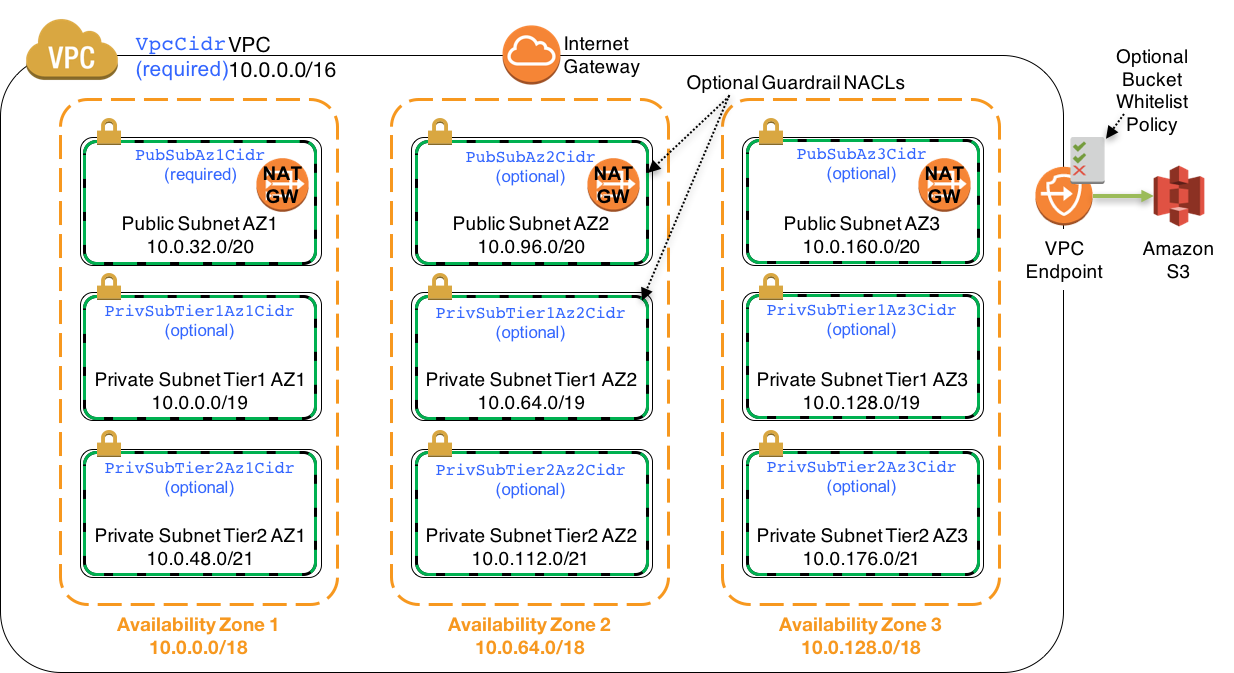 VPC
VpcCidr VPC
(required) 10.0.0.0/16
Internet
Gateway
Optional Guardrail NACLs
Optional
Bucket
Whitelist
Policy
PubSubAz1Cidr
(required)
NAT
GW
Public Subnet AZ1
10.0.32.0/20
PubSubAz2Cidr
(optional)
NAT
GW
Public Subnet AZ2
10.0.96.0/20
PubSubAz3Cidr
(optional)
NAT
GW
Public Subnet AZ3
10.0.160.0/20
VPC
Endpoint
Amazon
S3
PrivSubTier1Az1Cidr
(optional)
Private Subnet Tier1 AZ1
10.0.0.0/19
PrivSubTier1Az2Cidr
(optional)
Private Subnet Tier1 AZ2
10.0.64.0/19
PrivSubTier1Az3Cidr
(optional)
Private Subnet Tier1 AZ3
10.0.128.0/19
PrivSubTier2Az1Cidr
(optional)
Private Subnet Tier2 AZ1
10.0.48.0/21
PrivSubTier2Az2Cidr
(optional)
Private Subnet Tier2 AZ2
10.0.112.0/21
PrivSubTier2Az3Cidr
(optional)
Private Subnet Tier2 AZ3
10.0.176.0/21
Availability Zone 1
10.0.0.0/18
Availability Zone 2
10.0.64.0/18
Availability Zone 3
10.0.128.0/18